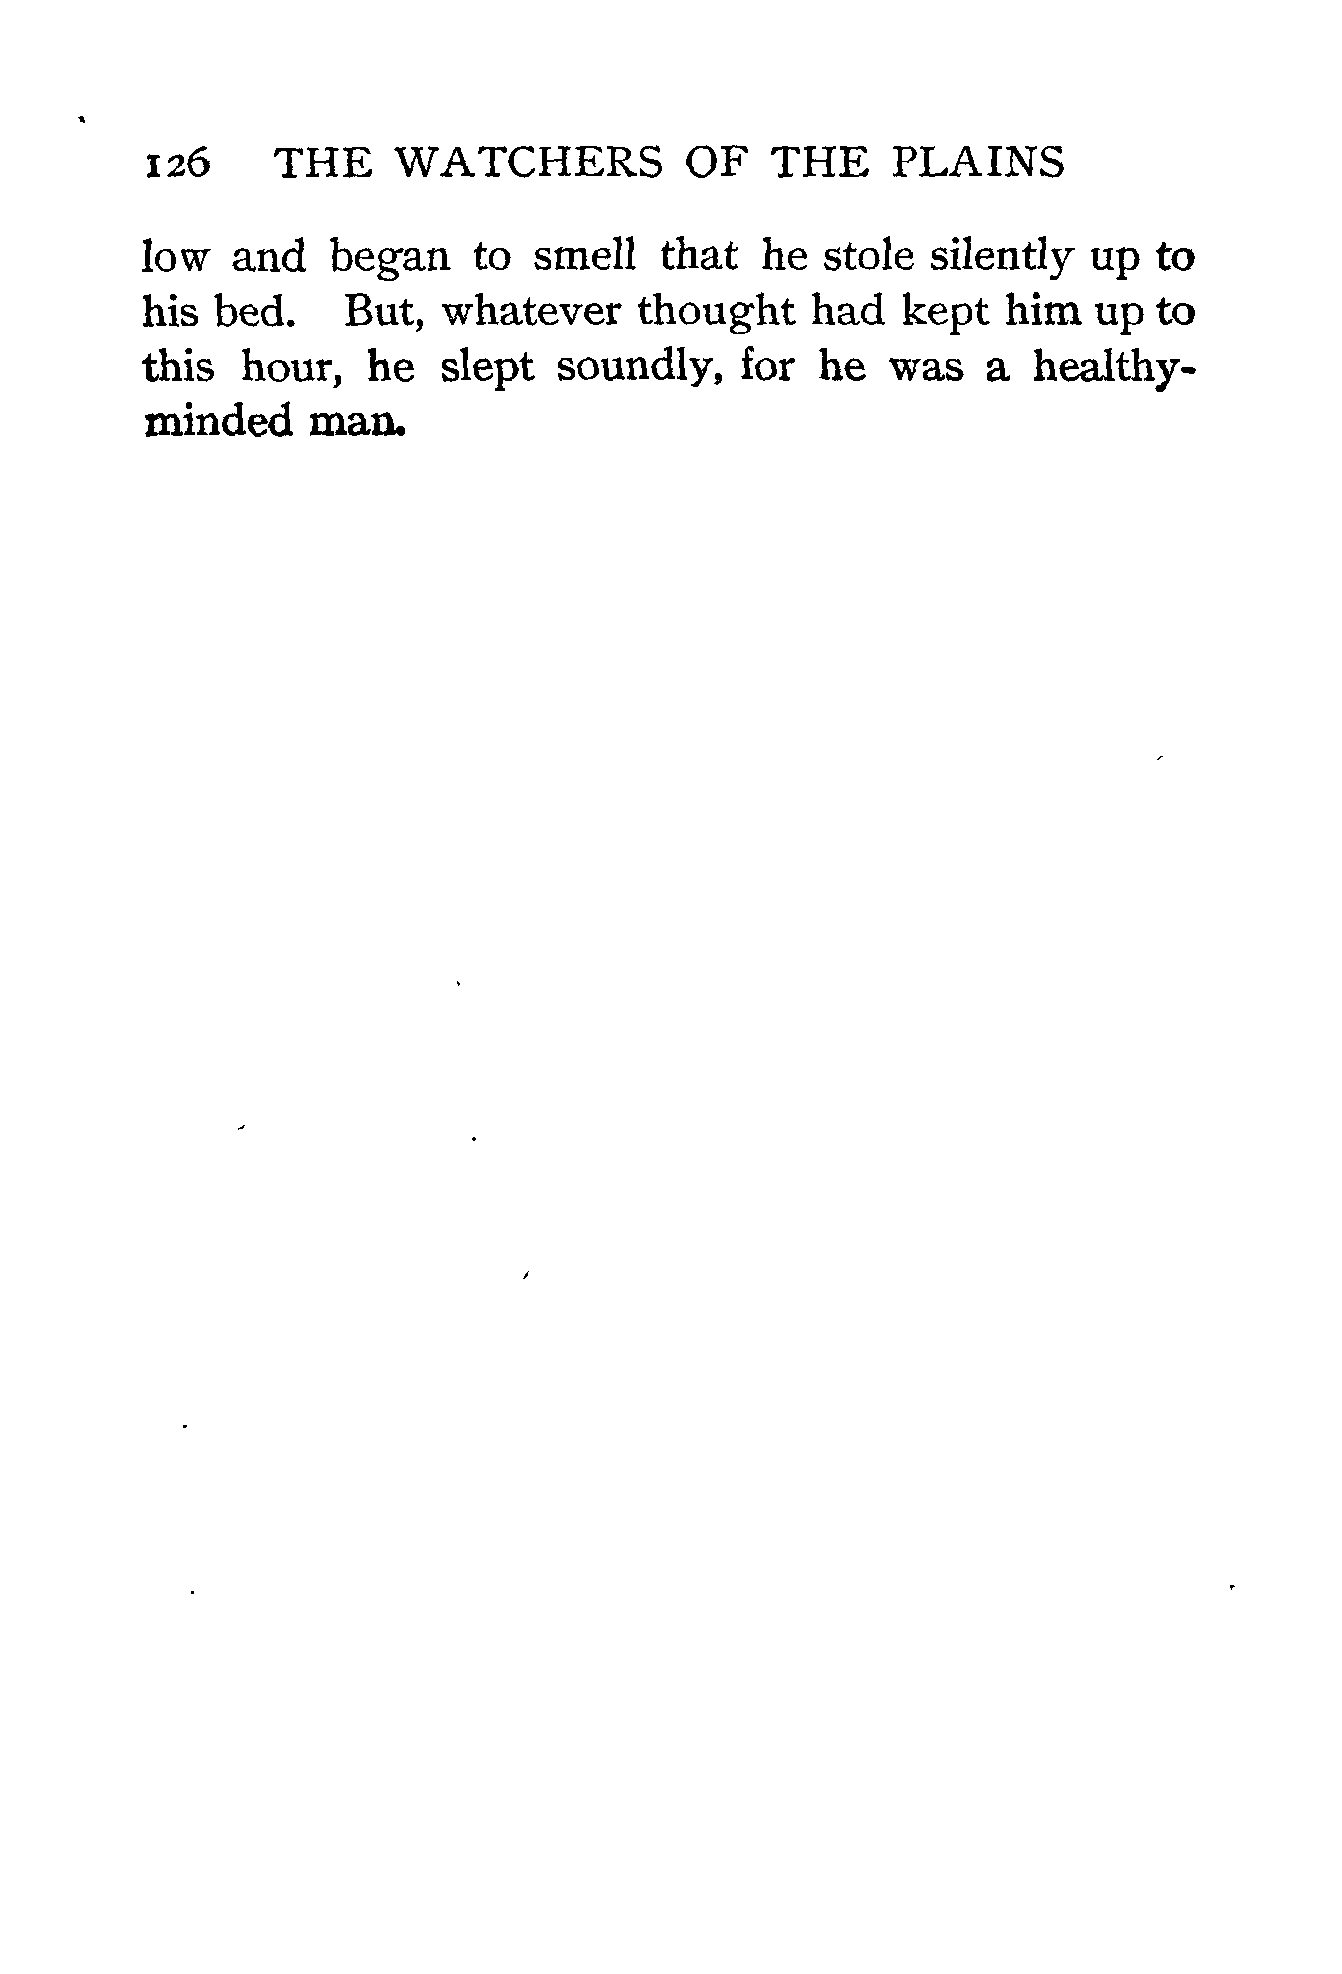 126 THE WATCHERS OF THE PLAINS
low and began to smell that he stole silently up to
his bed. But, whatever thought had kept him up to
this hour, he slept soundly, for he was a healthy-
minded man.